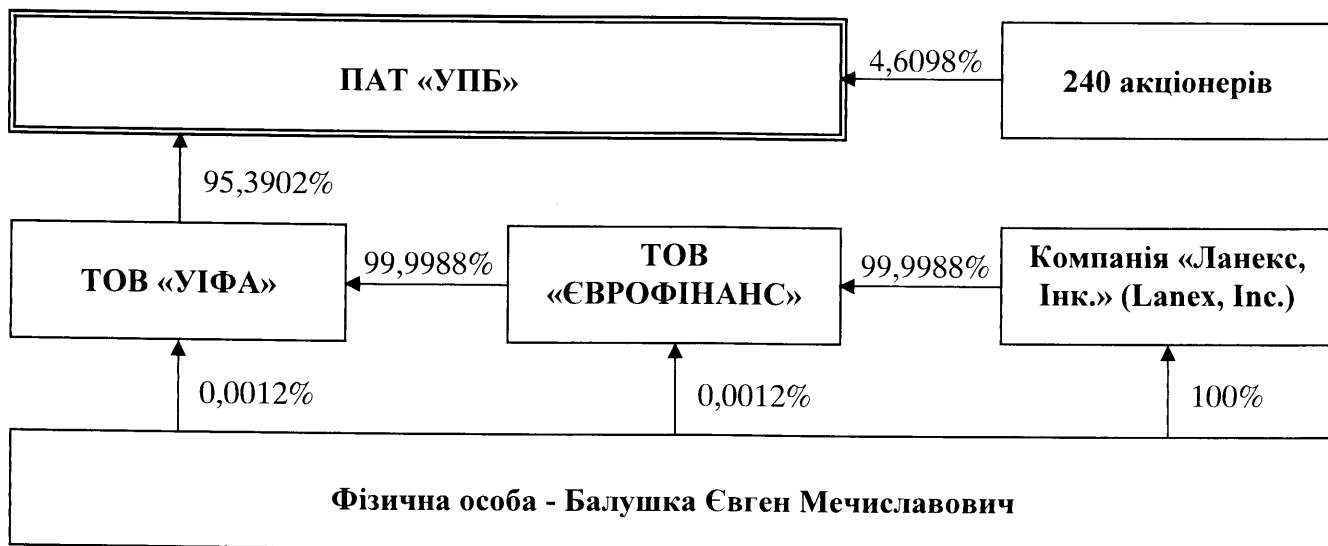 ПАТ «УПБ»
4,6098%
240 акціонерів
95,3902%
ТОВ «УІФА»
99,9988%
ТОВ
«ЄВРОФІНАНС»
99,9988%
Компанія «Ланекс,
Інк.» (Lanex, Inc.)
0,0012%
0,0012%
100%
Фізична особа - Балушка Євген Мечиславович